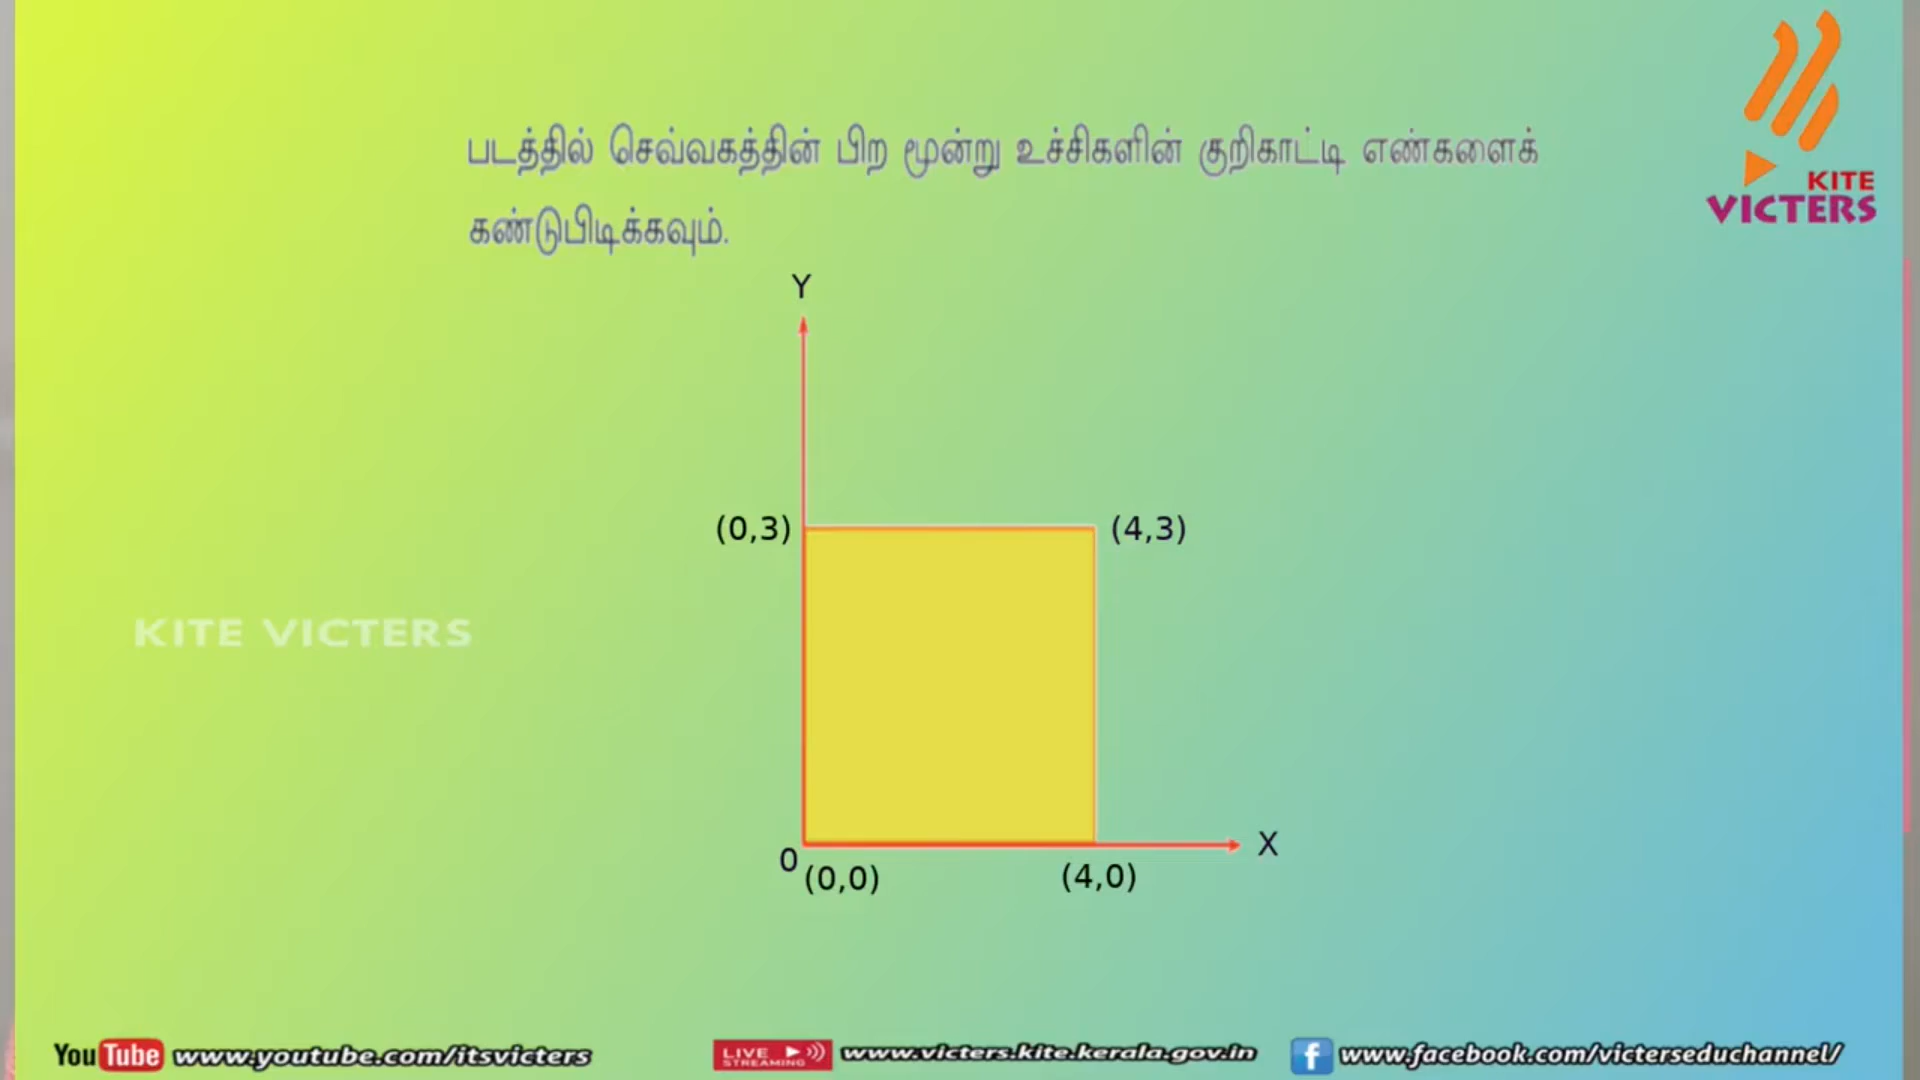 படத்தில் செவ்வகத்தின் பிற மூன்று உச்சிகளின் குறிகாட்டி எண்களைக்
கண்டுபிடிக்கவும்.
KITE
VICTERS
Y
(0,3)
(4,3)
KITE VICTERS
X
0
(0,0)
(4,0)
YouTube www.youtube.com/itsvicters
LIVE STREAMING www.victers.kite.kerala.gov.in
f www.facebook.com/victerseduchannel/